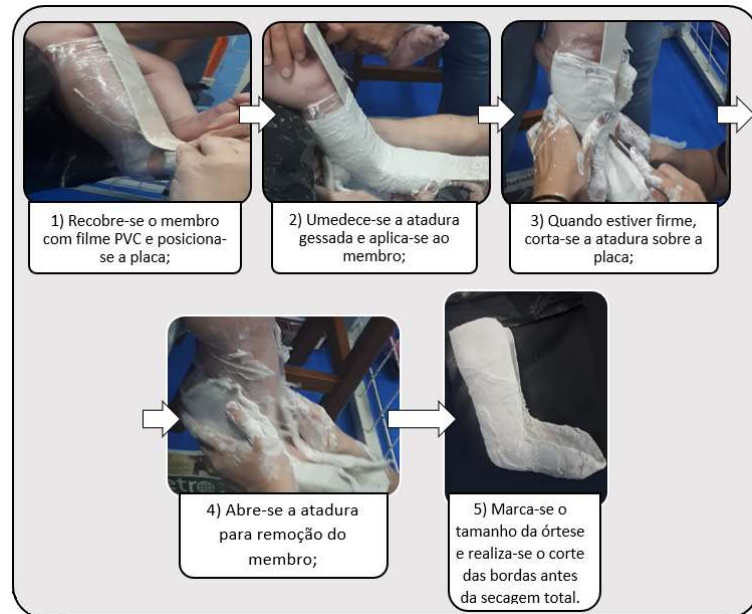 1) Recobre-se o membro
com filme PVC e posiciona-
se a placa;
2) Umedece-se a atadura
gessada e aplica-se ao
membro;
3) Quando estiver firme,
corta-se a atadura sobre a
placa;
4) Abre-se a atadura
para remoção do
membro;
5) Marca-se o
tamanho da órtese
e realiza-se o corte
das bordas antes
da secagem total.